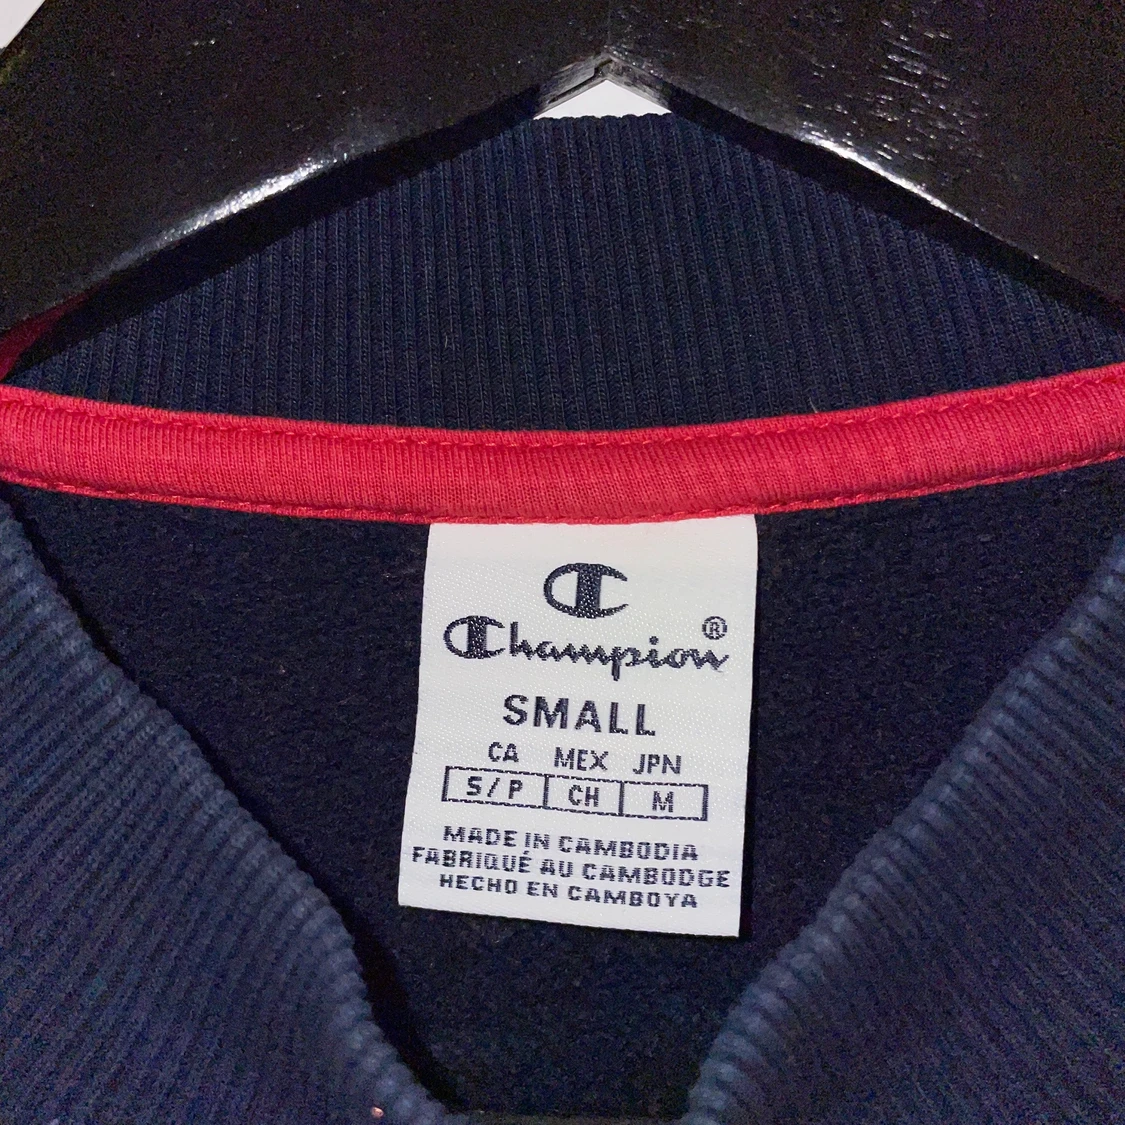 Champion®
SMALL
CA MEX JPN
S/P CH M
MADE IN CAMBODIA
FABRIQUÉ AU CAMBODGE
HECHO EN CAMBOYA